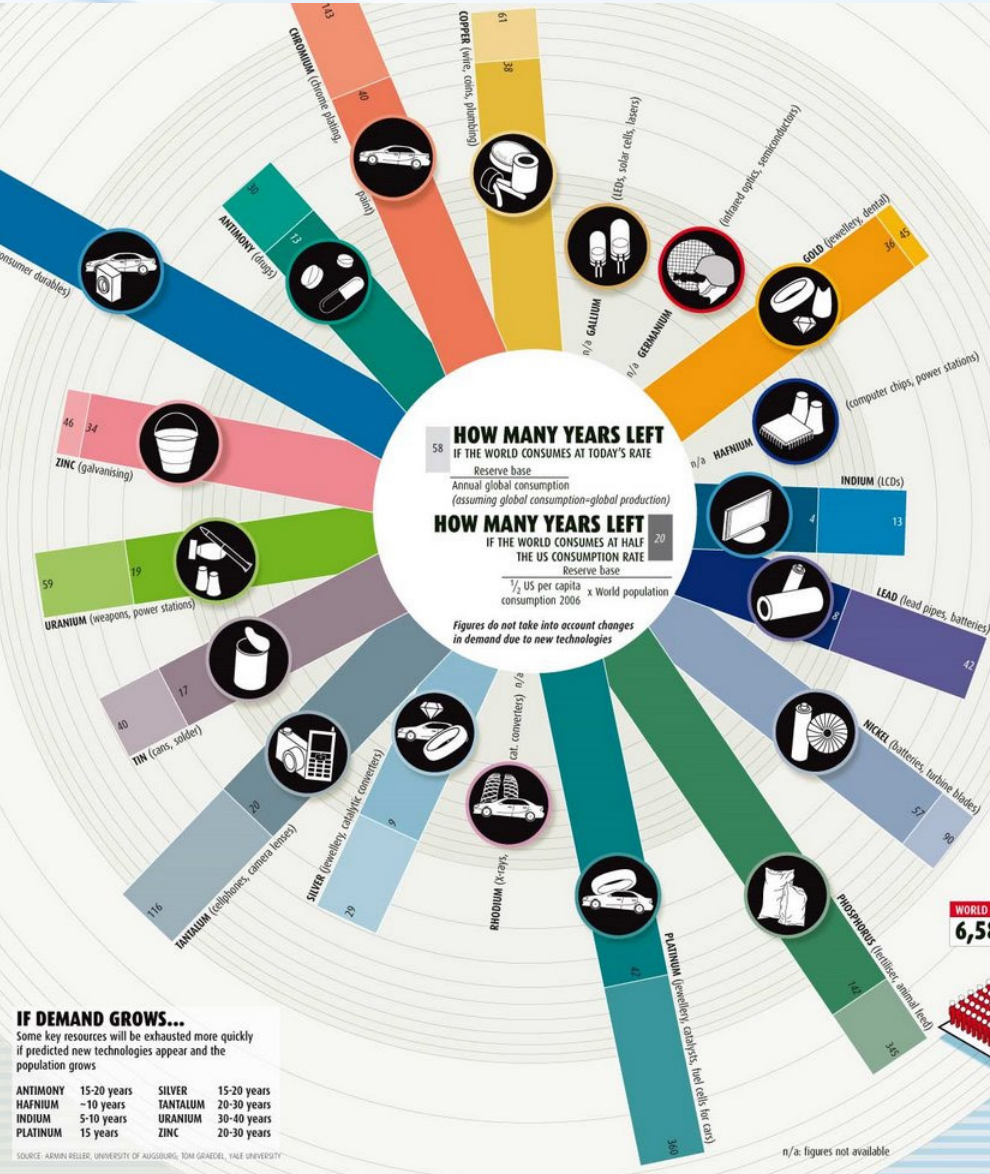 143
40
CHROMIUM (chrome plating,
paint)
61
38
COPPER (wire, coins, plumbing)
(LEDs, solar cells, lasers)
n/a GALLIUM
(infrared optics, semiconductors)
n/a GERMANIUM
GOLD (jewellery, dental)
36
45
(computer chips, power stations)
n/a HAFNIUM
INDIUM (LCDs)
4
13
LEAD (lead pipes, batteries)
8
42
NICKEL (batteries, turbine blades)
57
90
PHOSPHORUS (fertiliser, animal feed)
142
345
PLATINUM (jewellery, catalysts, fuel cells for cars)
42
360
RHODIUM (X-rays, cat. converters) n/a
SILVER (jewellery, catalytic converters)
9
29
TANTALUM (cellphones, camera lenses)
20
116
TIN (cans, solder)
17
40
URANIUM (weapons, power stations)
19
59
ZINC (galvanising)
34
46
durables)
ANTIMONY (drugs)
13
30
58
HOW MANY YEARS LEFT
IF THE WORLD CONSUMES AT TODAY'S RATE
Reserve base
Annual global consumption
(assuming global consumption=global production)
HOW MANY YEARS LEFT
20
IF THE WORLD CONSUMES AT HALF
THE US CONSUMPTION RATE
Reserve base
1/2 US per capita
consumption 2006 x World population
Figures do not take into account changes
in demand due to new technologies
WORLD
6,58
IF DEMAND GROWS...
Some key resources will be exhausted more quickly
if predicted new technologies appear and the
population grows
ANTIMONY 15-20 years SILVER 15-20 years
HAFNIUM ~10 years TANTALUM 20-30 years
INDIUM 5-10 years URANIUM 30-40 years
PLATINUM 15 years ZINC 20-30 years
SOURCE: ARMIN RELLER, UNIVERSITY OF AUGSBURG; TOM GRAEDEL, YALE UNIVERSITY
n/a: figures not available